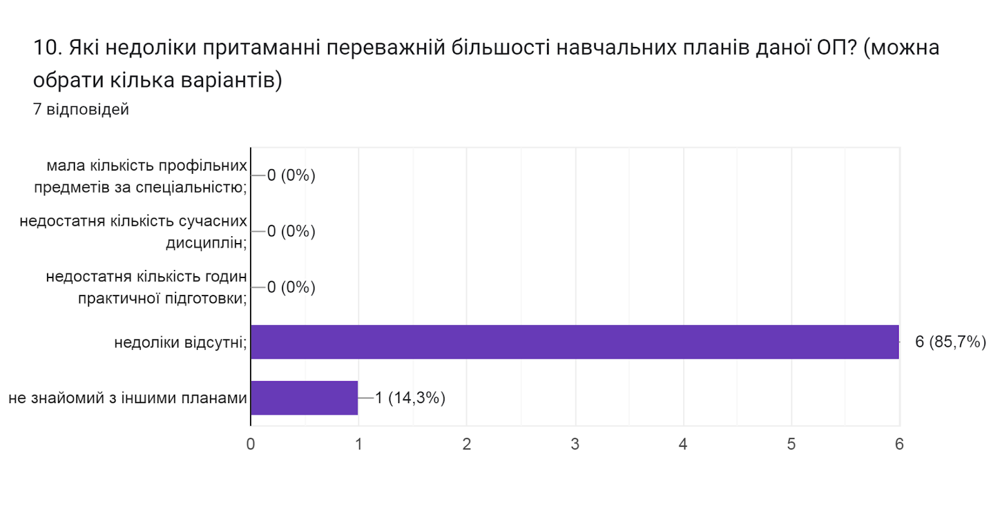 10. Які недоліки притаманні переважній більшості навчальних планів даної ОП? (можна
обрати кілька варіантів)
7 відповідей
мала кількість профільних
предметів за спеціальністю;
0 (0%)
недостатня кількість сучасних
дисциплін;
0 (0%)
недостатня кількість годин
практичної підготовки;
0 (0%)
недоліки відсутні;
6 (85,7%)
не знайомий з іншими планами
1 (14,3%)
0 1 2 3 4 5 6